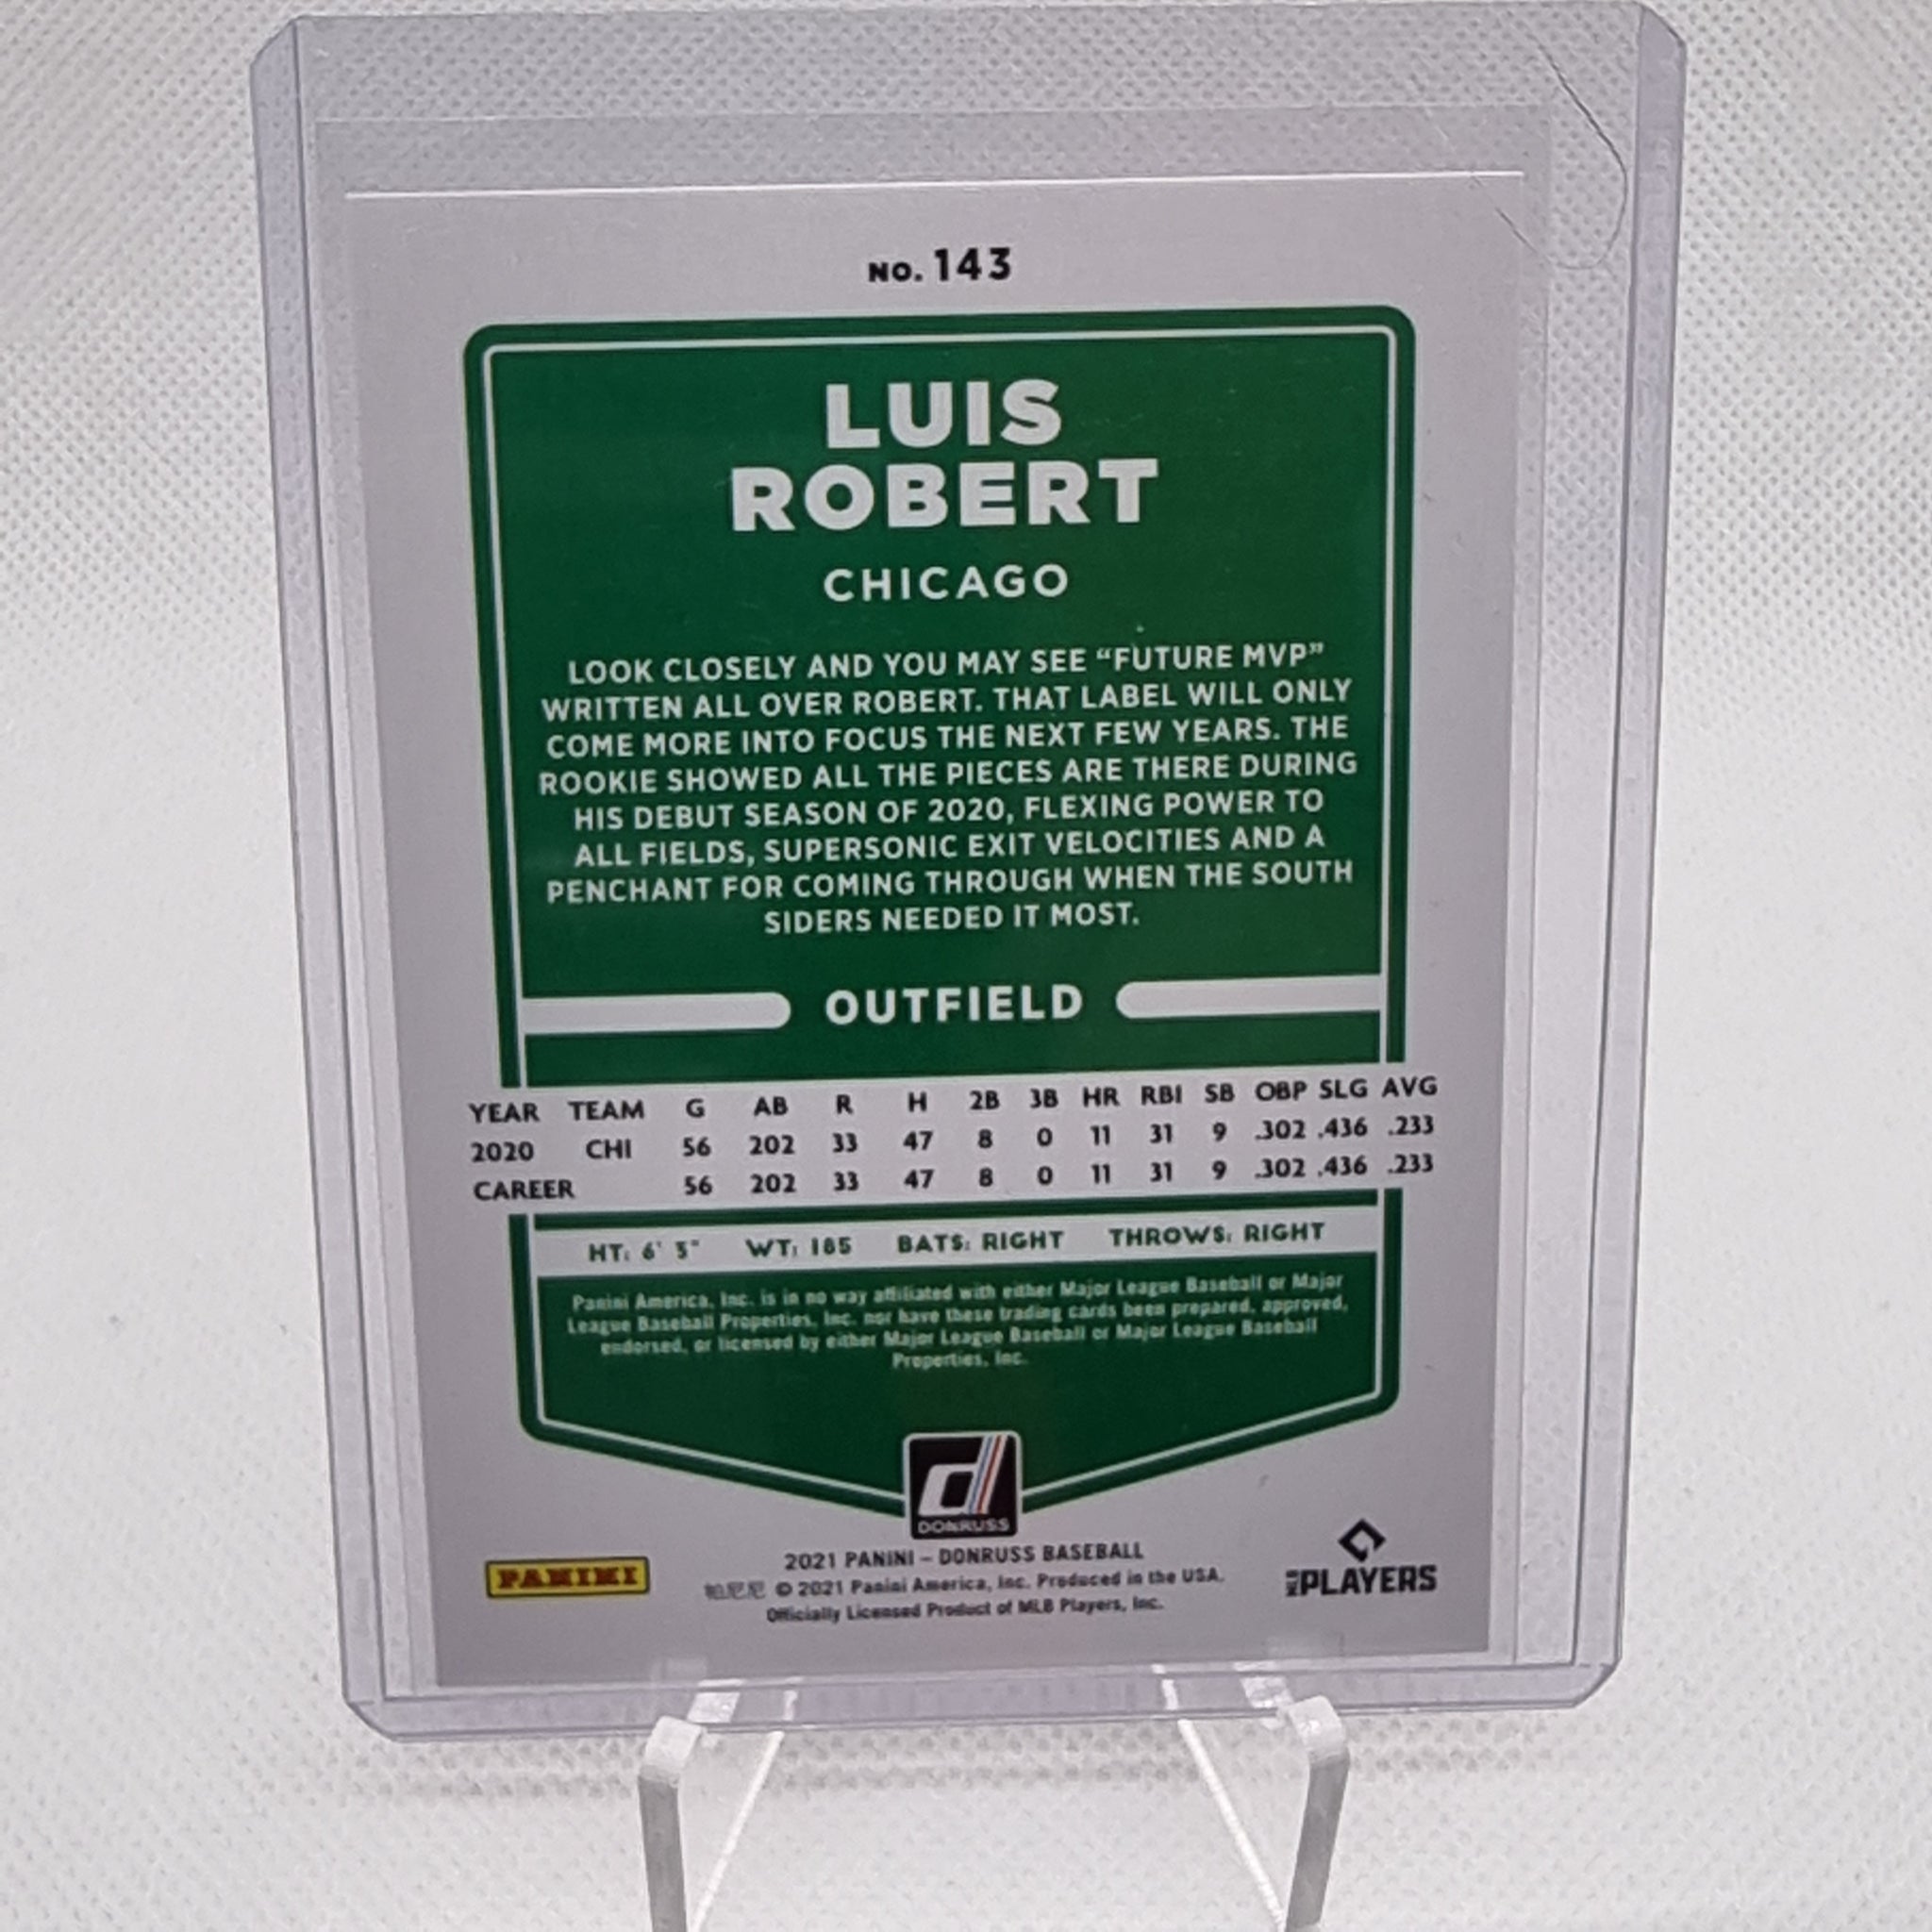 NO. 143
LUIS
ROBERT
CHICAGO
LOOK CLOSELY AND YOU MAY SEE “FUTURE MVP”
WRITTEN ALL OVER ROBERT. THAT LABEL WILL ONLY
COME MORE INTO FOCUS THE NEXT FEW YEARS. THE
ROOKIE SHOWED ALL THE PIECES ARE THERE DURING
HIS DEBUT SEASON OF 2020, FLEXING POWER TO
ALL FIELDS, SUPERSONIC EXIT VELOCITIES AND A
PENCHANT FOR COMING THROUGH WHEN THE SOUTH
SIDERS NEEDED IT MOST.
OUTFIELD
YEAR TEAM G AB R H 2B 3B HR RBI SB OBP SLG AVG
2020 CHI 56 202 33 47 8 0 11 31 9 .302 .436 .233
CAREER 56 202 33 47 8 0 11 31 9 .302 .436 .233
HT: 6' 3" WT: 185 BATS: RIGHT THROWS: RIGHT
Panini America, Inc. is in no way affiliated with either Major League Baseball or Major
League Baseball Properties, Inc. nor have these trading cards been prepared, approved,
endorsed, or licensed by either Major League Baseball or Major League Baseball
Properties, Inc.
d
DONRUSS
PANINI
2021 PANINI – DONRUSS BASEBALL
帕尼尼 © 2021 Panini America, Inc. Produced in the USA.
Officially Licensed Product of MLB Players, Inc.
MLB PLAYERS